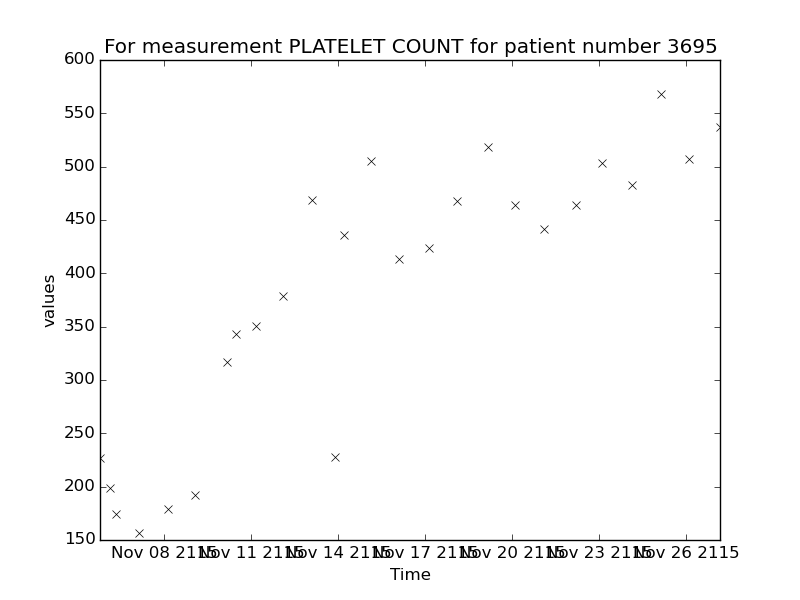 For measurement PLATELET COUNT for patient number 3695
600
550
500
450
400
350
300
250
200
150
values
Nov 08 2115
Nov 11 2115
Nov 14 2115
Nov 17 2115
Nov 20 2115
Nov 23 2115
Nov 26 2115
Time